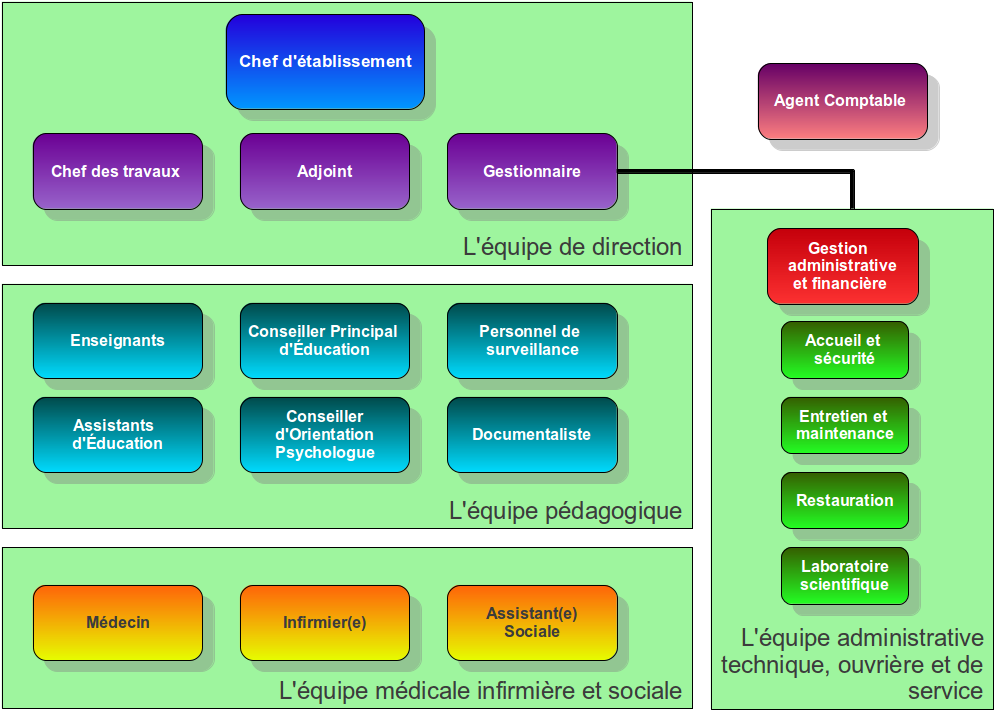 Chef d'établissement
Chef des travaux
Adjoint
Gestionnaire
L'équipe de direction
Agent Comptable
Enseignants
Conseiller Principal
d'Éducation
Personnel de
surveillance
Assistants
d'Éducation
Conseiller
d'Orientation
Psychologue
Documentaliste
L'équipe pédagogique
Médecin
Infirmier(e)
Assistant(e)
Sociale
L'équipe médicale infirmière et sociale
Gestion
administrative
et financière
Accueil et
sécurité
Entretien et
maintenance
Restauration
Laboratoire
scientifique
L'équipe administrative
technique, ouvrière et de
service